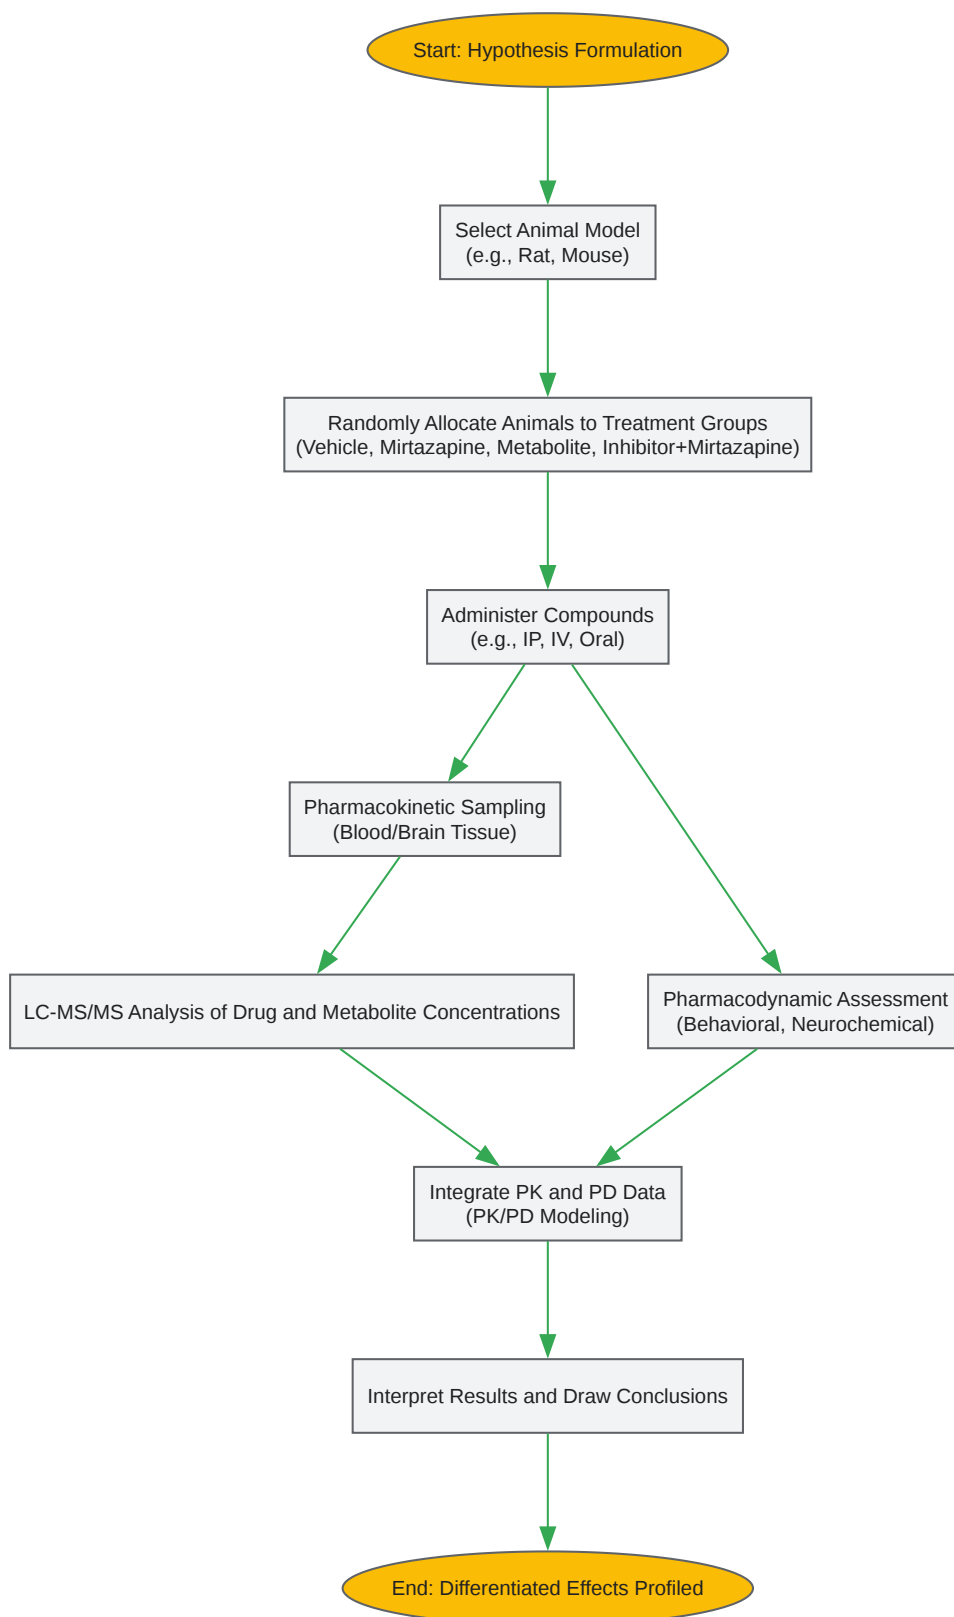 Start: Hypothesis Formulation
Select Animal Model
(e.g., Rat, Mouse)
Randomly Allocate Animals to Treatment Groups
(Vehicle, Mirtazapine, Metabolite, Inhibitor+Mirtazapine)
Administer Compounds
(e.g., IP, IV, Oral)
Pharmacokinetic Sampling
(Blood/Brain Tissue)
LC-MS/MS Analysis of Drug and Metabolite Concentrations
Pharmacodynamic Assessment
(Behavioral, Neurochemical)
Integrate PK and PD Data
(PK/PD Modeling)
Interpret Results and Draw Conclusions
End: Differentiated Effects Profiled